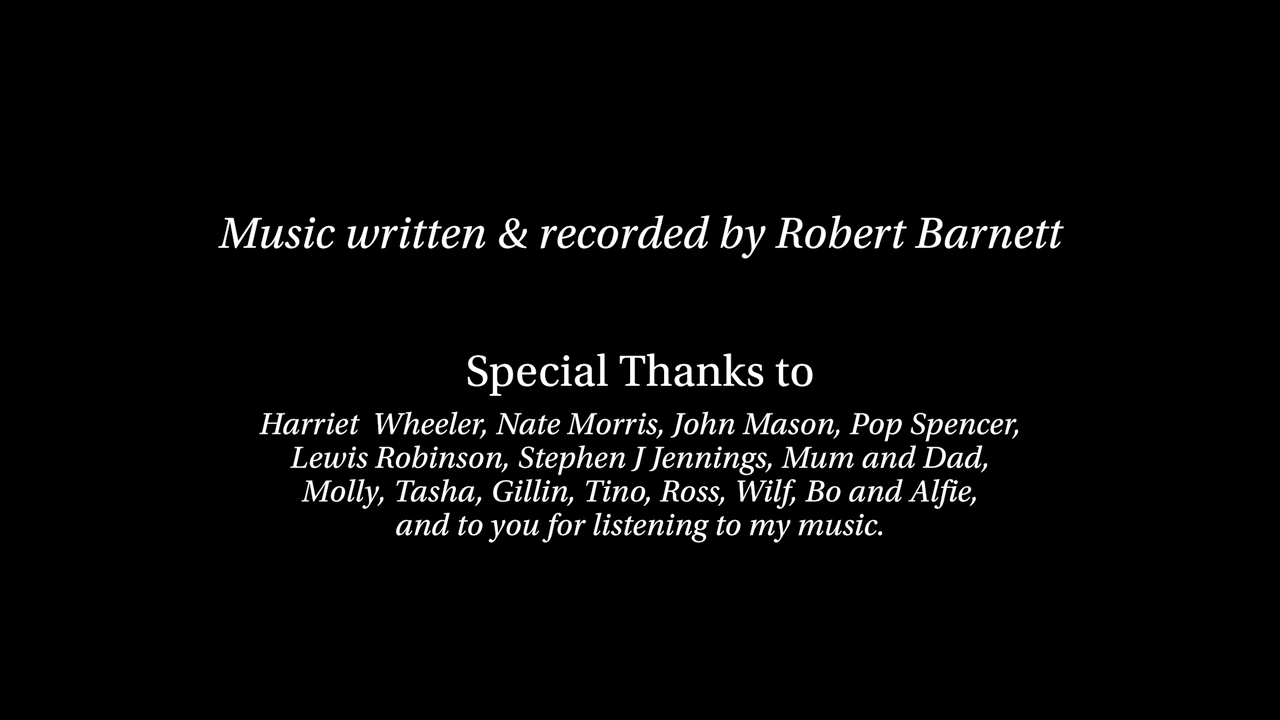 Music written & recorded by Robert Barnett
Special Thanks to
Harriet  Wheeler, Nate Morris, John Mason, Pop Spencer,
Lewis Robinson, Stephen J Jennings, Mum and Dad,
Molly, Tasha, Gillin, Tino, Ross, Wilf, Bo and Alfie,
and to you for listening to my music.